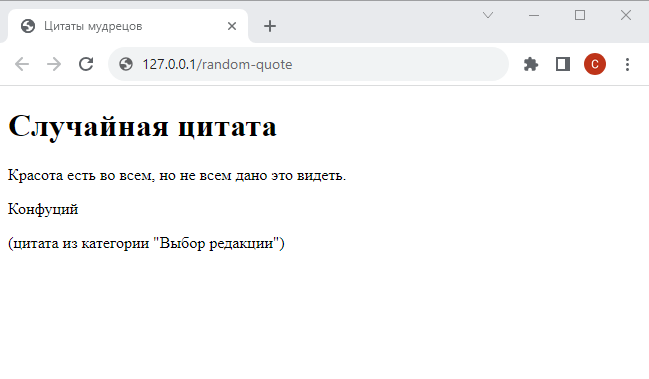 Цитаты мудрецов
127.0.0.1/random-quote
C
Случайная цитата
Красота есть во всем, но не всем дано это видеть.
Конфуций
(цитата из категории "Выбор редакции")